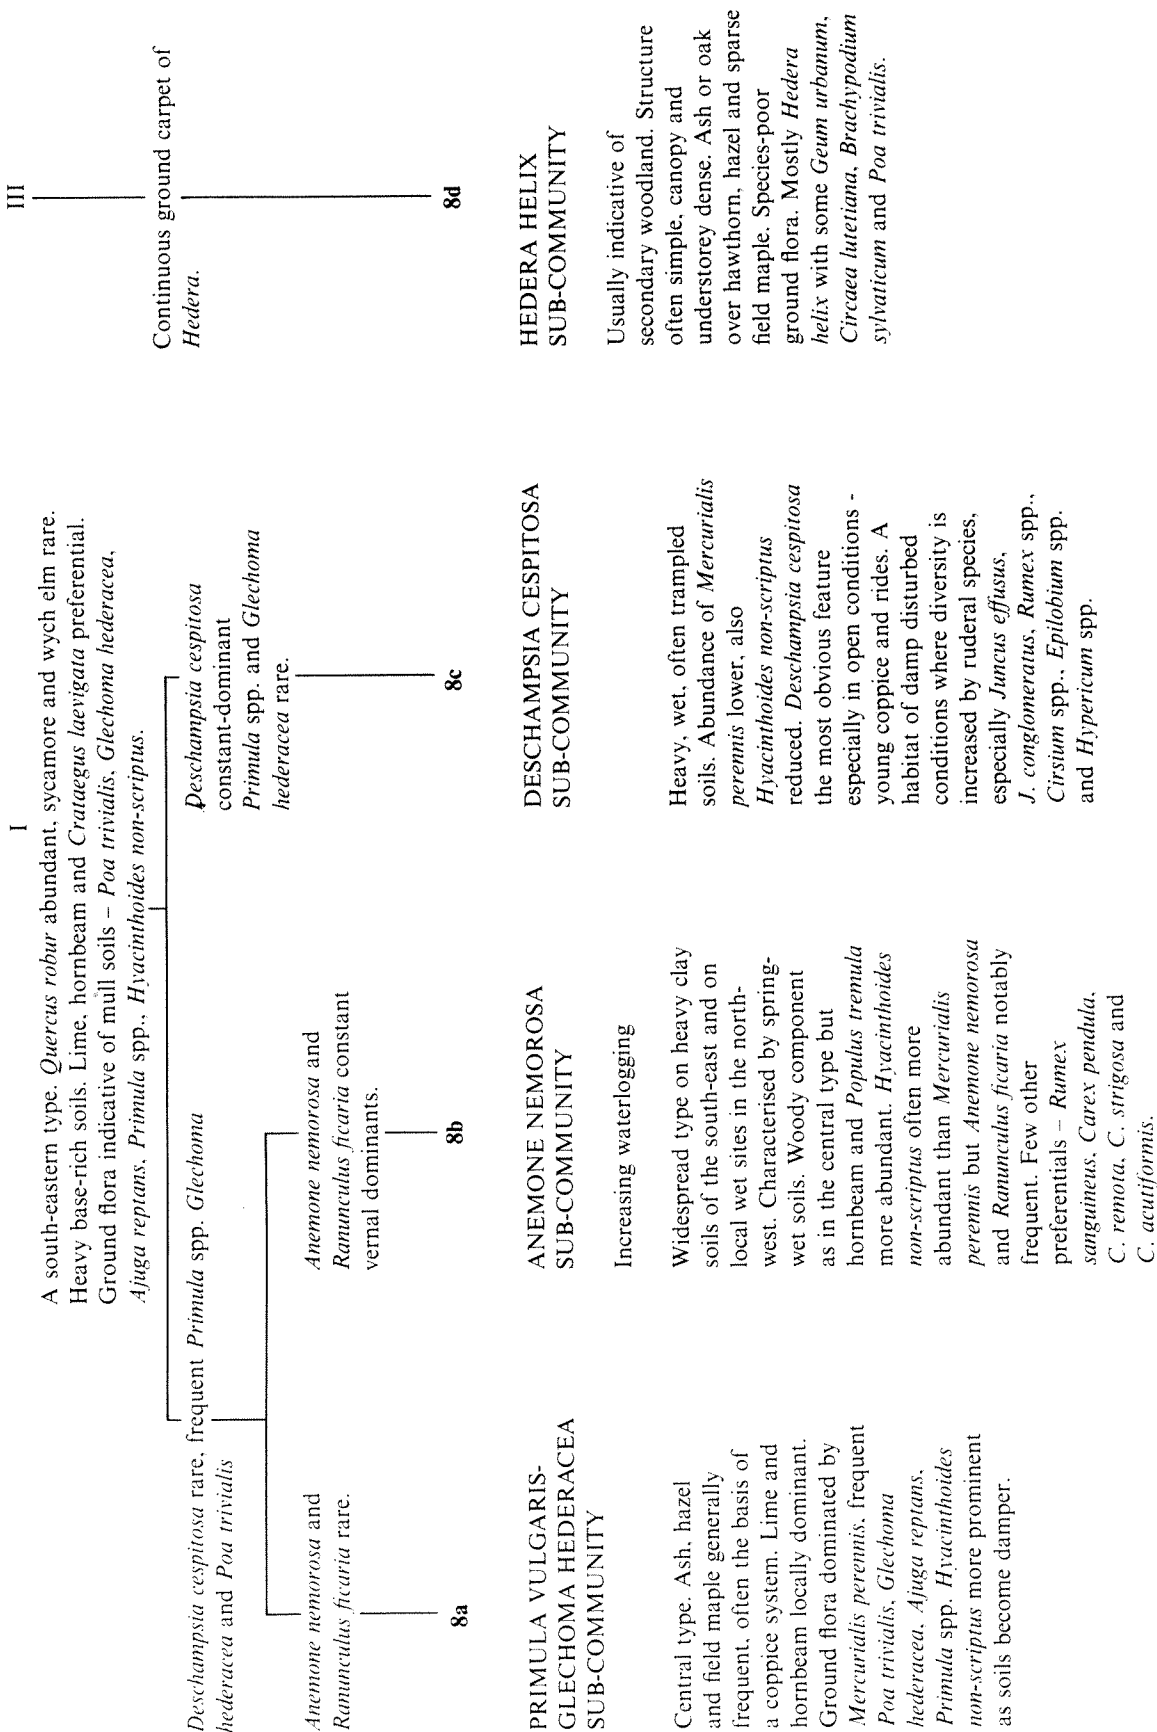 I
A south-eastern type. Quercus robur abundant, sycamore and wych elm rare.
Heavy base-rich soils. Lime, hornbeam and Crataegus laevigata preferential.
Ground flora indicative of mull soils – Poa trivialis, Glechoma hederacea,
Ajuga reptans, Primula spp., Hyacinthoides non-scriptus.
Deschampsia cespitosa rare, frequent Primula spp. Glechoma
hederacea and Poa trivialis
Anemone nemorosa and
Ranunculus ficaria rare.
8a
PRIMULA VULGARIS-
GLECHOMA HEDERACEA
SUB-COMMUNITY
Central type. Ash, hazel
and field maple generally
frequent, often the basis of
a coppice system. Lime and
hornbeam locally dominant.
Ground flora dominated by
Mercurialis perennis, frequent
Poa trivialis, Glechoma
hederacea, Ajuga reptans,
Primula spp. Hyacinthoides
non-scriptus more prominent
as soils become damper.
Anemone nemorosa and
Ranunculus ficaria constant
vernal dominants.
8b
ANEMONE NEMOROSA
SUB-COMMUNITY
Increasing waterlogging
Widespread type on heavy clay
soils of the south-east and on
local wet sites in the north-
west. Characterised by spring-
wet soils. Woody component
as in the central type but
hornbeam and Populus tremula
more abundant. Hyacinthoides
non-scriptus often more
abundant than Mercurialis
perennis but Anemone nemorosa
and Ranunculus ficaria notably
frequent. Few other
preferentials – Rumex
sanguineus, Carex pendula,
C. remota, C. strigosa and
C. acutiformis.
Deschampsia cespitosa
constant-dominant
Primula spp. and Glechoma
hederacea rare.
8c
DESCHAMPSIA CESPITOSA
SUB-COMMUNITY
Heavy, wet, often trampled
soils. Abundance of Mercurialis
perennis lower, also
Hyacinthoides non-scriptus
reduced. Deschampsia cespitosa
the most obvious feature
especially in open conditions -
young coppice and rides. A
habitat of damp disturbed
conditions where diversity is
increased by ruderal species,
especially Juncus effusus,
J. conglomeratus, Rumex spp.,
Cirsium spp., Epilobium spp.
and Hypericum spp.
III
Continuous ground carpet of
Hedera.
8d
HEDERA HELIX
SUB-COMMUNITY
Usually indicative of
secondary woodland. Structure
often simple, canopy and
understorey dense. Ash or oak
over hawthorn, hazel and sparse
field maple. Species-poor
ground flora. Mostly Hedera
helix with some Geum urbanum,
Circaea lutetiana, Brachypodium
sylvaticum and Poa trivialis.